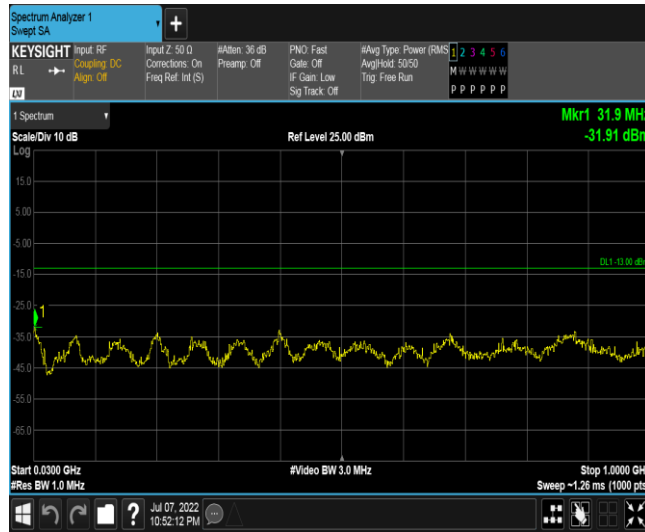 Spectrum Analyzer 1
Swept SA
+
KEYSIGHT
RL
LXI
Input: RF
Coupling: DC
Align: Off
Input Z: 50 Ω
Corrections: On
Freq Ref: Int (S)
#Atten: 36 dB
Preamp: Off
PNO: Fast
Gate: Off
IF Gain: Low
Sig Track: Off
#Avg Type: Power (RMS
Avg|Hold: 50/50
Trig: Free Run
1 2 3 4 5 6
M W W W W W
P P P P P P
1 Spectrum
Scale/Div 10 dB
Ref Level 25.00 dBm
Mkr1 31.9 MH
-31.91 dBm
Log
15.0
5.00
-5.00
DL1 -13.00 dBm
-15.0
-25.0
1
-35.0
-45.0
-55.0
-65.0
Start 0.0300 GHz
#Video BW 3.0 MHz
Stop 1.0000 GH
#Res BW 1.0 MHz
Sweep ~1.26 ms (1000 pts
?
Jul 07, 2022
10:52:12 PM